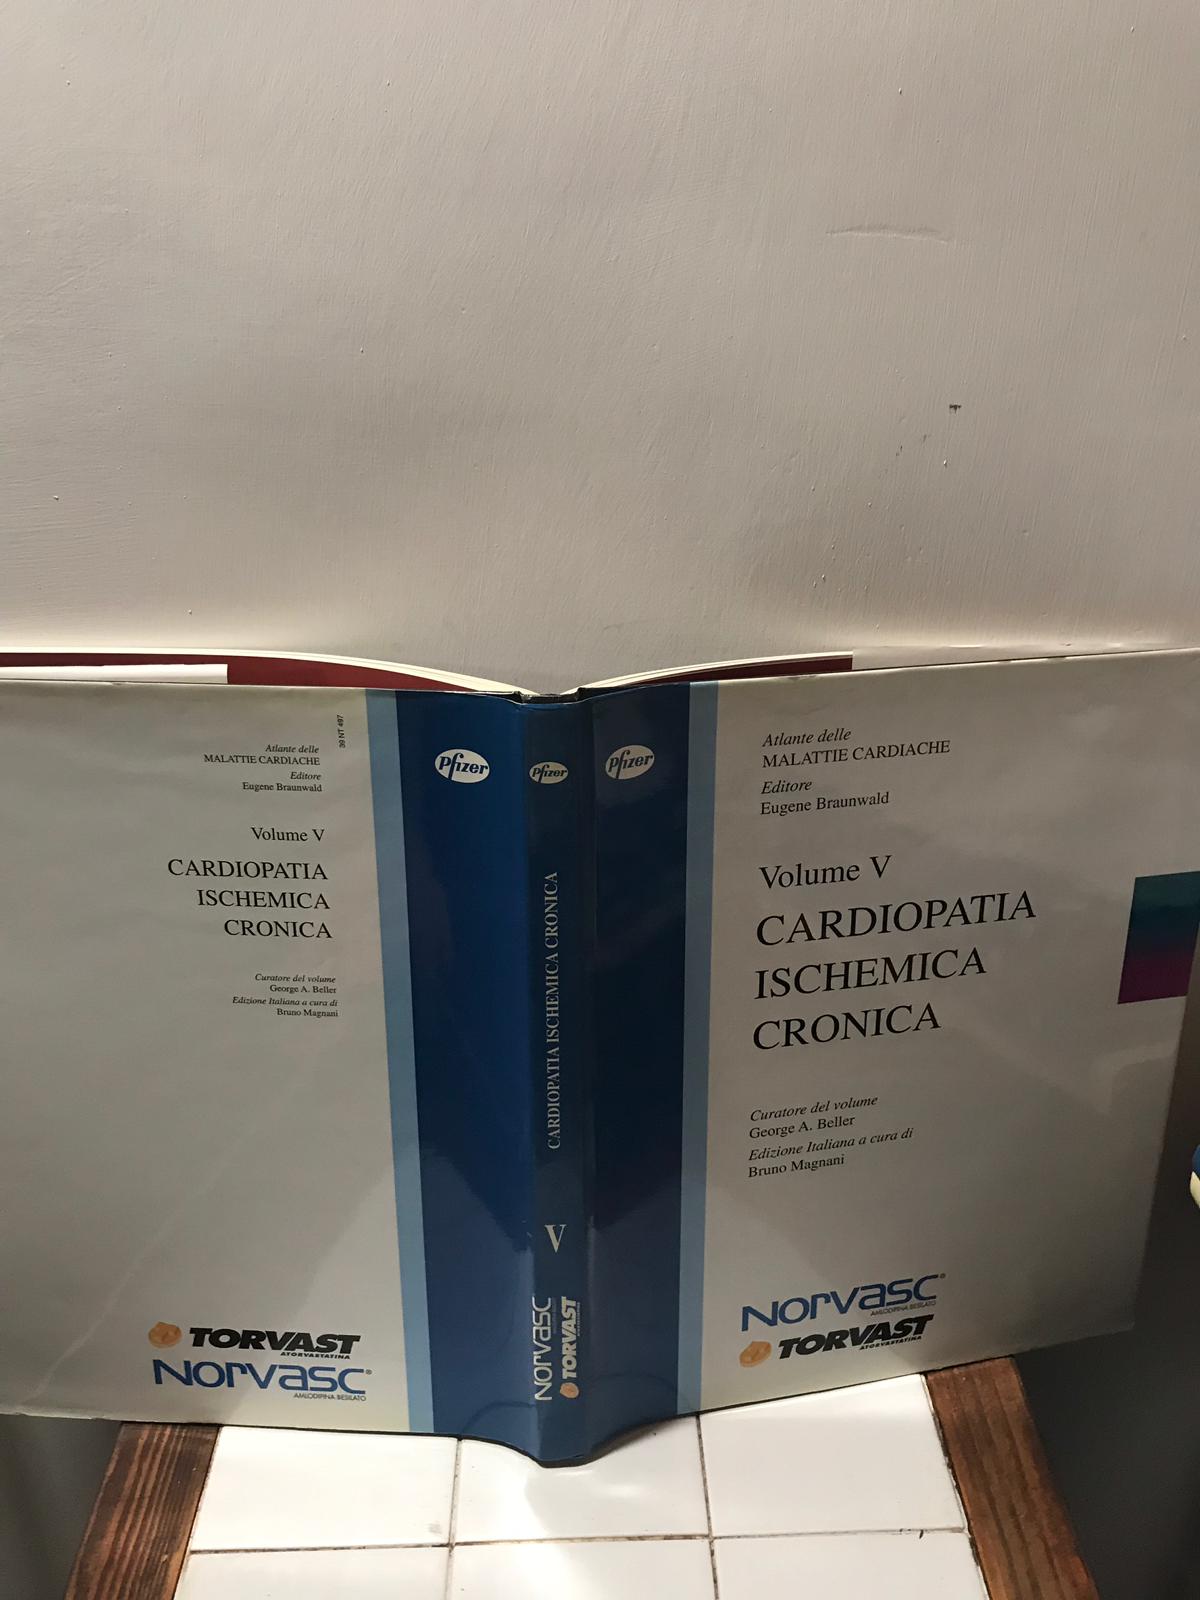 39 NT 497
Atlante delle
MALATTIE CARDIACHE
Editore
Eugene Braunwald
Volume V
CARDIOPATIA
ISCHEMICA
CRONICA
Curatore del volume
George A. Beller
Edizione Italiana a cura di
Bruno Magnani
TORVAST
ATORVASTATINA
NORVASC®
AMLODIPINA BESILATO
Pfizer
Pfizer
CARDIOPATIA ISCHEMICA CRONICA
V
NORVASC
TORVAST
Pfizer
Atlante delle
MALATTIE CARDIACHE
Editore
Eugene Braunwald
Volume V
CARDIOPATIA
ISCHEMICA
CRONICA
Curatore del volume
George A. Beller
Edizione Italiana a cura di
Bruno Magnani
NORVASC®
AMLODIPINA BESILATO
TORVAST
ATORVASTATINA